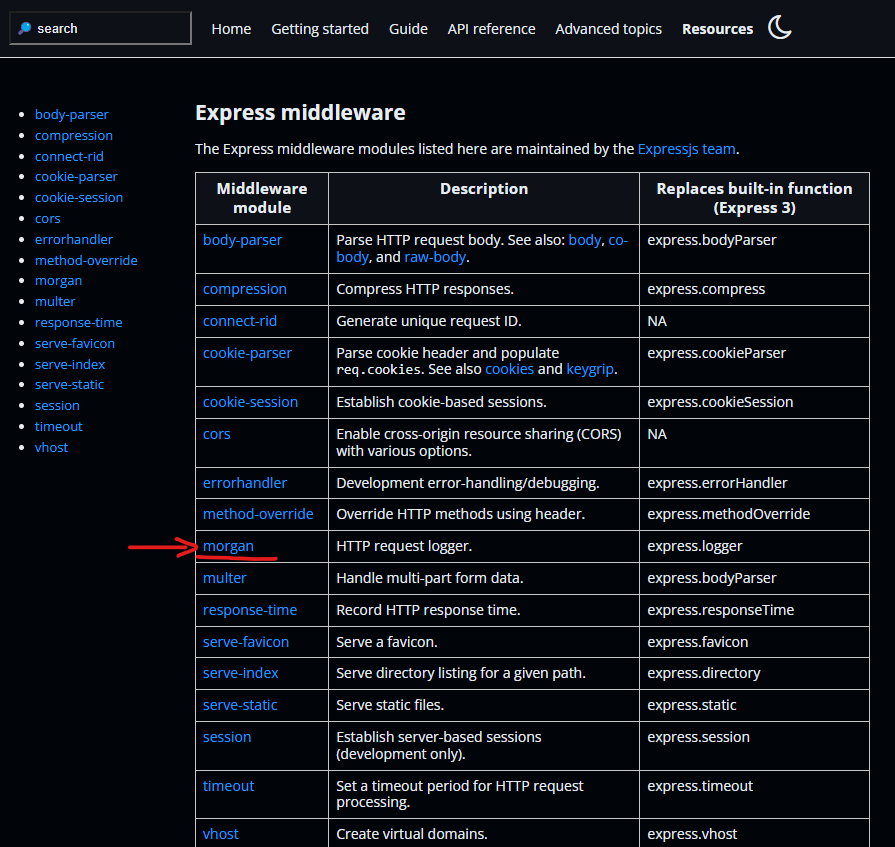 search
Home Getting started Guide API reference Advanced topics Resources
body-parser
compression
connect-rid
cookie-parser
cookie-session
cors
errorhandler
method-override
morgan
multer
response-time
serve-favicon
serve-index
serve-static
session
timeout
vhost
Express middleware
The Express middleware modules listed here are maintained by the Expressjs team.
Middleware module Description Replaces built-in function (Express 3)
body-parser Parse HTTP request body. See also: body, co-body, and raw-body. express.bodyParser
compression Compress HTTP responses. express.compress
connect-rid Generate unique request ID. NA
cookie-parser Parse cookie header and populate req.cookies. See also cookies and keygrip. express.cookieParser
cookie-session Establish cookie-based sessions. express.cookieSession
cors Enable cross-origin resource sharing (CORS) with various options. NA
errorhandler Development error-handling/debugging. express.errorHandler
method-override Override HTTP methods using header. express.methodOverride
morgan HTTP request logger. express.logger
multer Handle multi-part form data. express.bodyParser
response-time Record HTTP response time. express.responseTime
serve-favicon Serve a favicon. express.favicon
serve-index Serve directory listing for a given path. express.directory
serve-static Serve static files. express.static
session Establish server-based sessions (development only). express.session
timeout Set a timeout period for HTTP request processing. express.timeout
vhost Create virtual domains. express.vhost